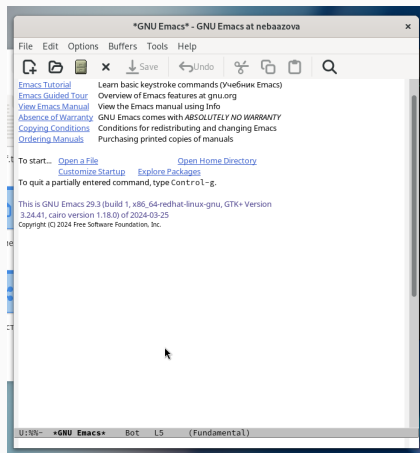 *GNU Emacs* - GNU Emacs at nebaazova
File Edit Options Buffers Tools Help
Save Undo
Emacs Tutorial Learn basic keystroke commands (Учебник Emacs)
Emacs Guided Tour Overview of Emacs features at gnu.org
View Emacs Manual View the Emacs manual using Info
Absence of Warranty GNU Emacs comes with ABSOLUTELY NO WARRANTY
Copying Conditions Conditions for redistributing and changing Emacs
Ordering Manuals Purchasing printed copies of manuals
To start... Open a File Open Home Directory
Customize Startup Explore Packages
To quit a partially entered command, type Control-g.
This is GNU Emacs 29.3 (build 1, x86_64-redhat-linux-gnu, GTK+ Version
3.24.41, cairo version 1.18.0) of 2024-03-25
Copyright (C) 2024 Free Software Foundation, Inc.
U:%%- *GNU Emacs* Bot L5 (Fundamental)